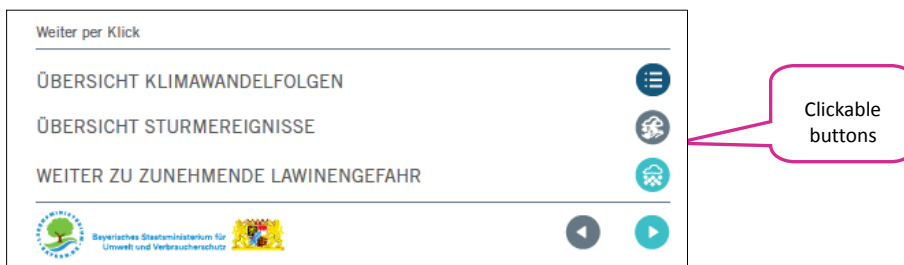 Weiter per Klick
ÜBERSICHT KLIMAWANDELFOLGEN
ÜBERSICHT STURMEREIGNISSE
WEITER ZU ZUNEHMENDE LAWINENGEFAHR
Bayerisches Staatsministerium für
Umwelt und Verbraucherschutz
Clickable
buttons